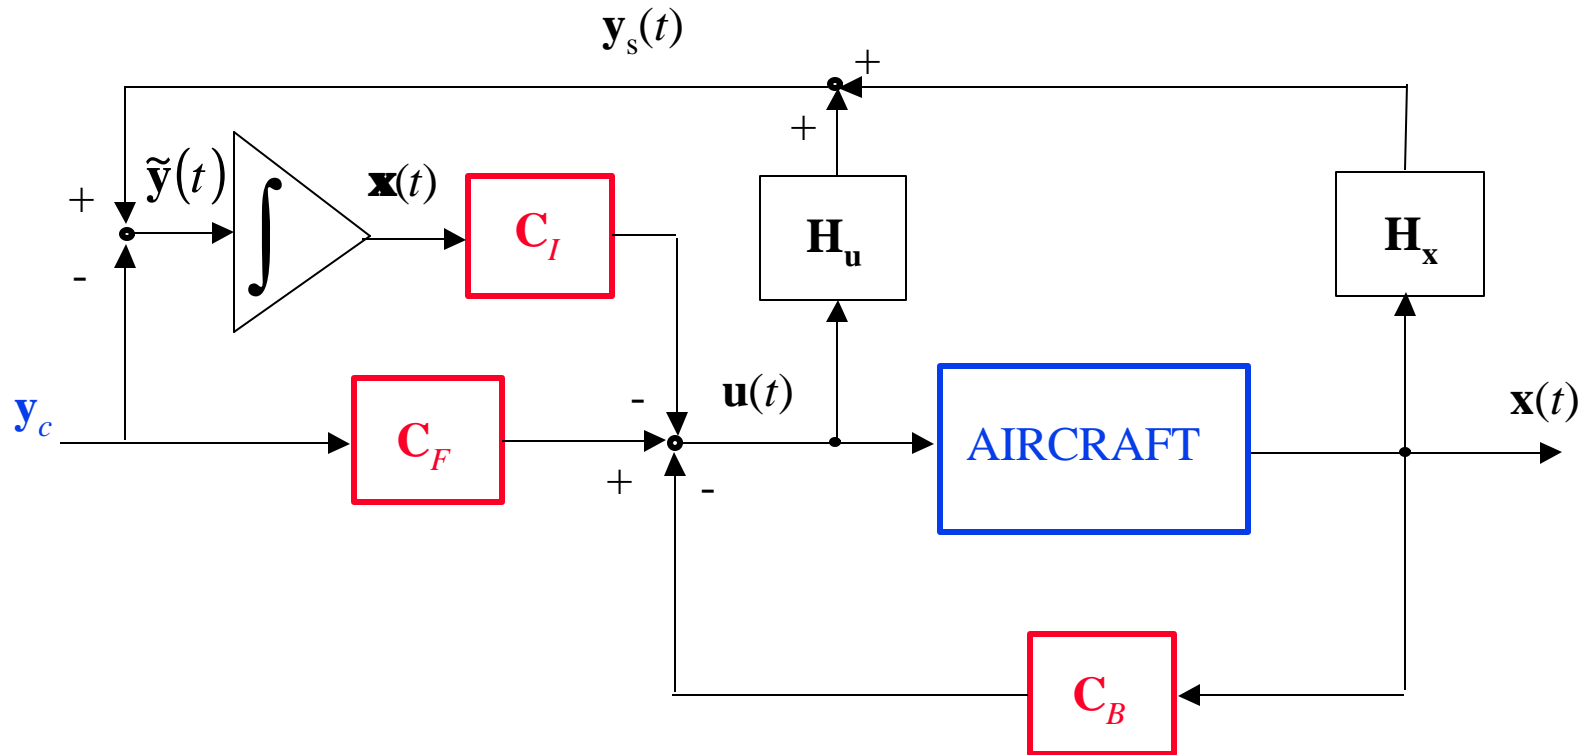 y_s(t)
+
+
ỹ(t)
x(t)
+
-
∫
C_I
H_u
H_x
y_c
C_F
-
+
-
u(t)
AIRCRAFT
x(t)
C_B